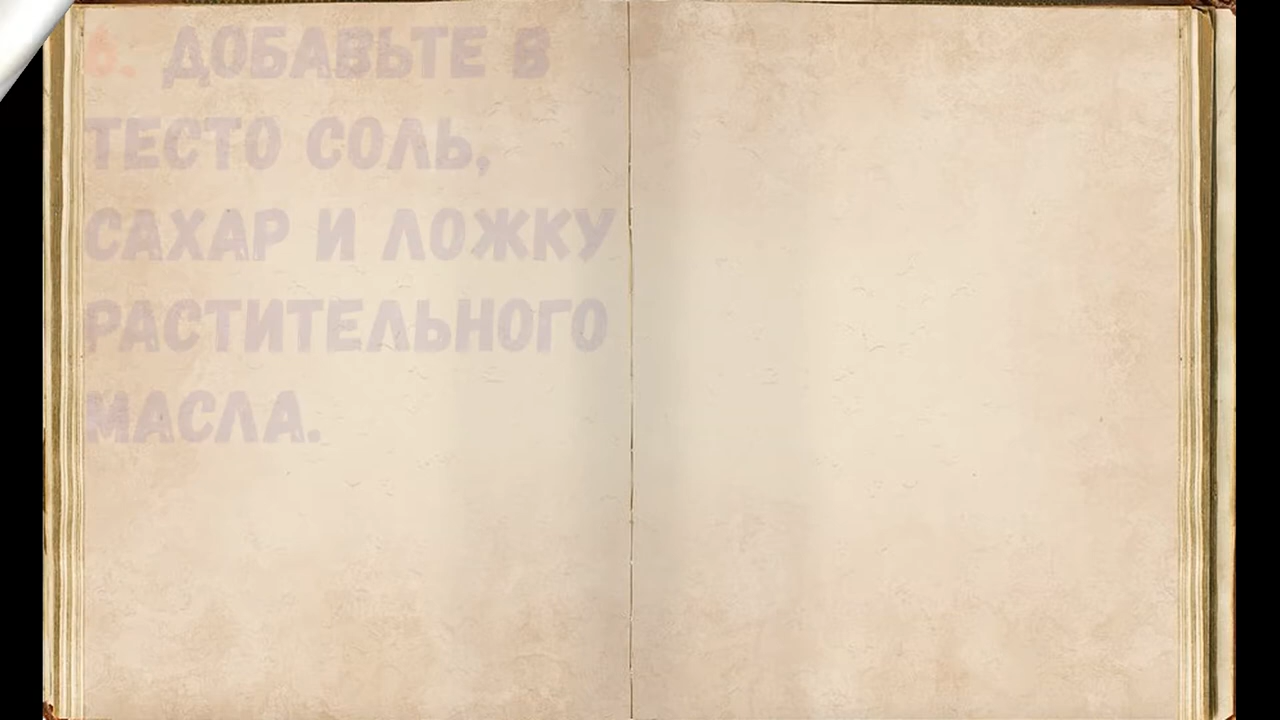 6. ДОБАВЬТЕ В
ТЕСТО СОЛЬ,
САХАР И ЛОЖКУ
РАСТИТЕЛЬНОГО
МАСЛА.